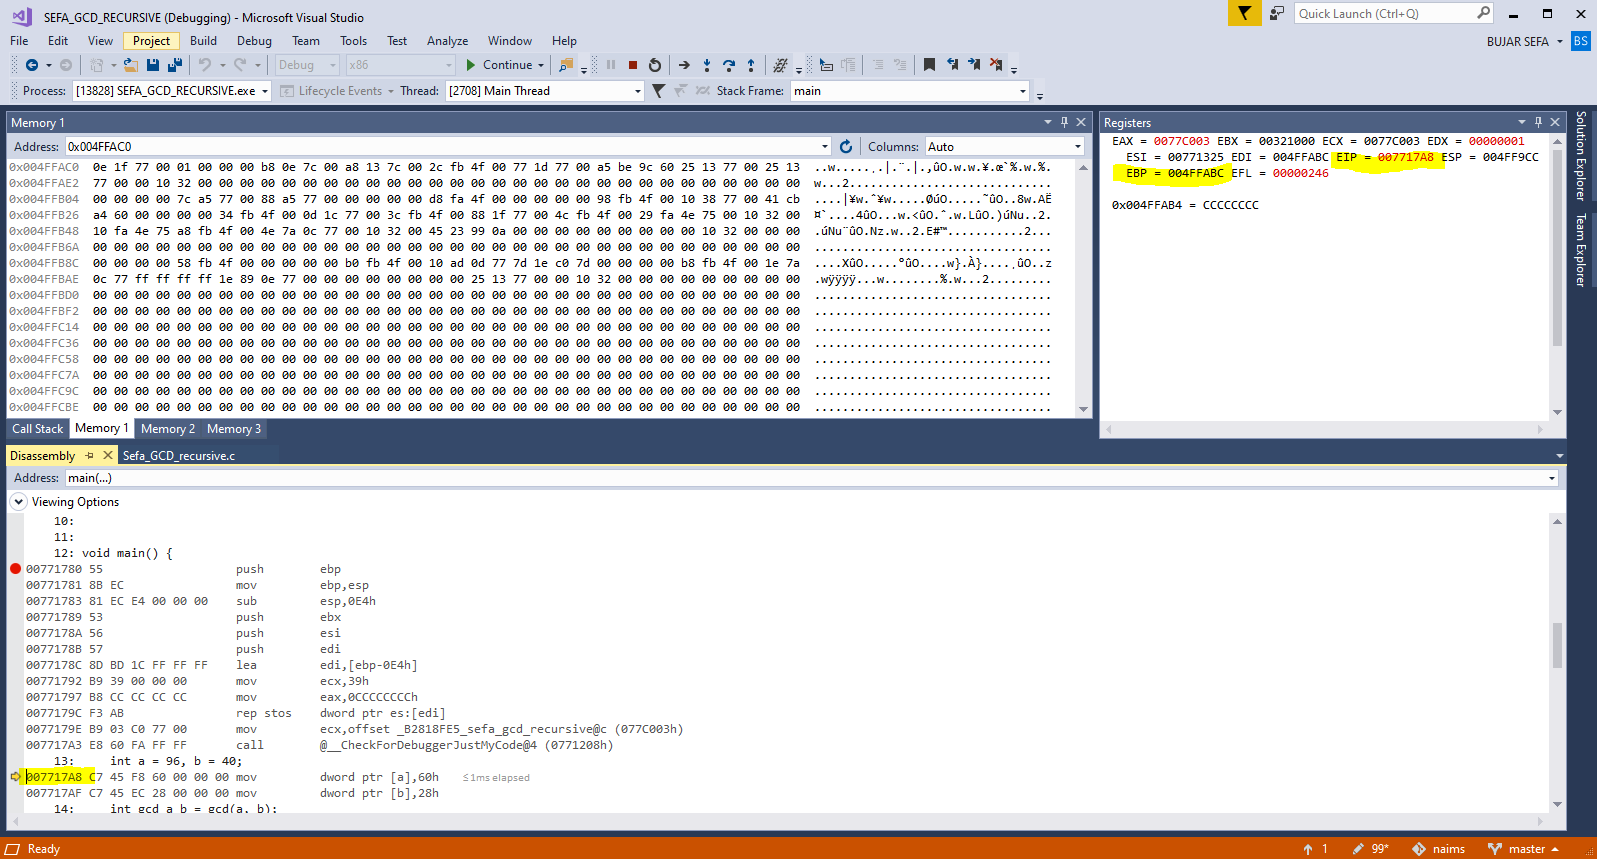 SEFA_GCD_RECURSIVE (Debugging) - Microsoft Visual Studio
Quick Launch (Ctrl+Q)
File Edit View Project Build Debug Team Tools Test Analyze Window Help
BUJAR SEFA BS
Debug x86 Continue
Process: [13828] SEFA_GCD_RECURSIVE.exe Lifecycle Events Thread: [2708] Main Thread Stack Frame: main
Memory 1
Address: 0x004FFAC0 Columns: Auto
0x004FFAC0 0e 1f 77 00 01 00 00 00 b8 0e 7c 00 a8 13 7c 00 2c fb 4f 00 77 1d 77 00 a5 be 9c 60 25 13 77 00 25 13
0x004FFAE2 77 00 00 10 32 00 00 00 00 00 00 00 00 00 00 00 00 00 00 00 00 00 00 00 00 00 00 00 00 00 00 00 00 00
0x004FFB04 00 00 00 00 7c a5 77 00 88 a5 77 00 00 00 00 00 d8 fa 4f 00 00 00 00 00 98 fb 4f 00 10 38 77 00 41 cb
0x004FFB26 a4 60 00 00 00 00 34 fb 4f 00 0d 1c 77 00 3c fb 4f 00 88 1f 77 00 4c fb 4f 00 29 fa 4e 75 00 10 32 00
0x004FFB48 10 fa 4e 75 a8 fb 4f 00 4e 7a 0c 77 00 10 32 00 45 23 99 0a 00 00 00 00 00 00 00 00 00 10 32 00 00 00
0x004FFB6A 00 00 00 00 00 00 00 00 00 00 00 00 00 00 00 00 00 00 00 00 00 00 00 00 00 00 00 00 00 00 00 00 00 00
0x004FFB8C 00 00 00 00 58 fb 4f 00 00 00 00 00 b0 fb 4f 00 10 ad 0d 77 7d 1e c0 7d 00 00 00 00 b8 fb 4f 00 1e 7a
0x004FFBAE 0c 77 ff ff ff ff 1e 89 0e 77 00 00 00 00 00 00 00 00 25 13 77 00 00 10 32 00 00 00 00 00 00 00 00 00
0x004FFBD0 00 00 00 00 00 00 00 00 00 00 00 00 00 00 00 00 00 00 00 00 00 00 00 00 00 00 00 00 00 00 00 00 00 00
0x004FFBF2 00 00 00 00 00 00 00 00 00 00 00 00 00 00 00 00 00 00 00 00 00 00 00 00 00 00 00 00 00 00 00 00 00 00
0x004FFC14 00 00 00 00 00 00 00 00 00 00 00 00 00 00 00 00 00 00 00 00 00 00 00 00 00 00 00 00 00 00 00 00 00 00
0x004FFC36 00 00 00 00 00 00 00 00 00 00 00 00 00 00 00 00 00 00 00 00 00 00 00 00 00 00 00 00 00 00 00 00 00 00
0x004FFC58 00 00 00 00 00 00 00 00 00 00 00 00 00 00 00 00 00 00 00 00 00 00 00 00 00 00 00 00 00 00 00 00 00 00
0x004FFC7A 00 00 00 00 00 00 00 00 00 00 00 00 00 00 00 00 00 00 00 00 00 00 00 00 00 00 00 00 00 00 00 00 00 00
0x004FFC9C 00 00 00 00 00 00 00 00 00 00 00 00 00 00 00 00 00 00 00 00 00 00 00 00 00 00 00 00 00 00 00 00 00 00
0x004FFCBE 00 00 00 00 00 00 00 00 00 00 00 00 00 00 00 00 00 00 00 00 00 00 00 00 00 00 00 00 00 00 00 00 00 00
Call Stack Memory 1 Memory 2 Memory 3
Registers
EAX = 0077C003 EBX = 00321000 ECX = 0077C003 EDX = 00000001
ESI = 00771325 EDI = 004FFABC EIP = 007717A8 ESP = 004FF9CC
EBP = 004FFABC EFL = 00000246
0x004FFAB4 = CCCCCCCC
Solution Explorer
Team Explorer
Disassembly Sefa_GCD_recursive.c
Address: main(...)
Viewing Options
10:
11:
12: void main() {
00771780 55 push ebp
00771781 8B EC mov ebp,esp
00771783 81 EC E4 00 00 00 sub esp,0E4h
00771789 53 push ebx
0077178A 56 push esi
0077178B 57 push edi
0077178C 8D BD 1C FF FF FF lea edi,[ebp-0E4h]
00771792 B9 39 00 00 00 mov ecx,39h
00771797 B8 CC CC CC CC mov eax,0CCCCCCCCh
0077179C F3 AB rep stos dword ptr es:[edi]
0077179E B9 03 C0 77 00 mov ecx,offset _B2818FE5_sefa_gcd_recursive@c (077C003h)
007717A3 E8 60 FA FF FF call @__CheckForDebuggerJustMyCode@4 (0771208h)
13: int a = 96, b = 40;
007717A8 C7 45 F8 60 00 00 00 mov dword ptr [a],60h ≤1ms elapsed
007717AF C7 45 EC 28 00 00 00 mov dword ptr [b],28h
14: int gcd_a_b = gcd(a, b);
Ready 1 99* naims master